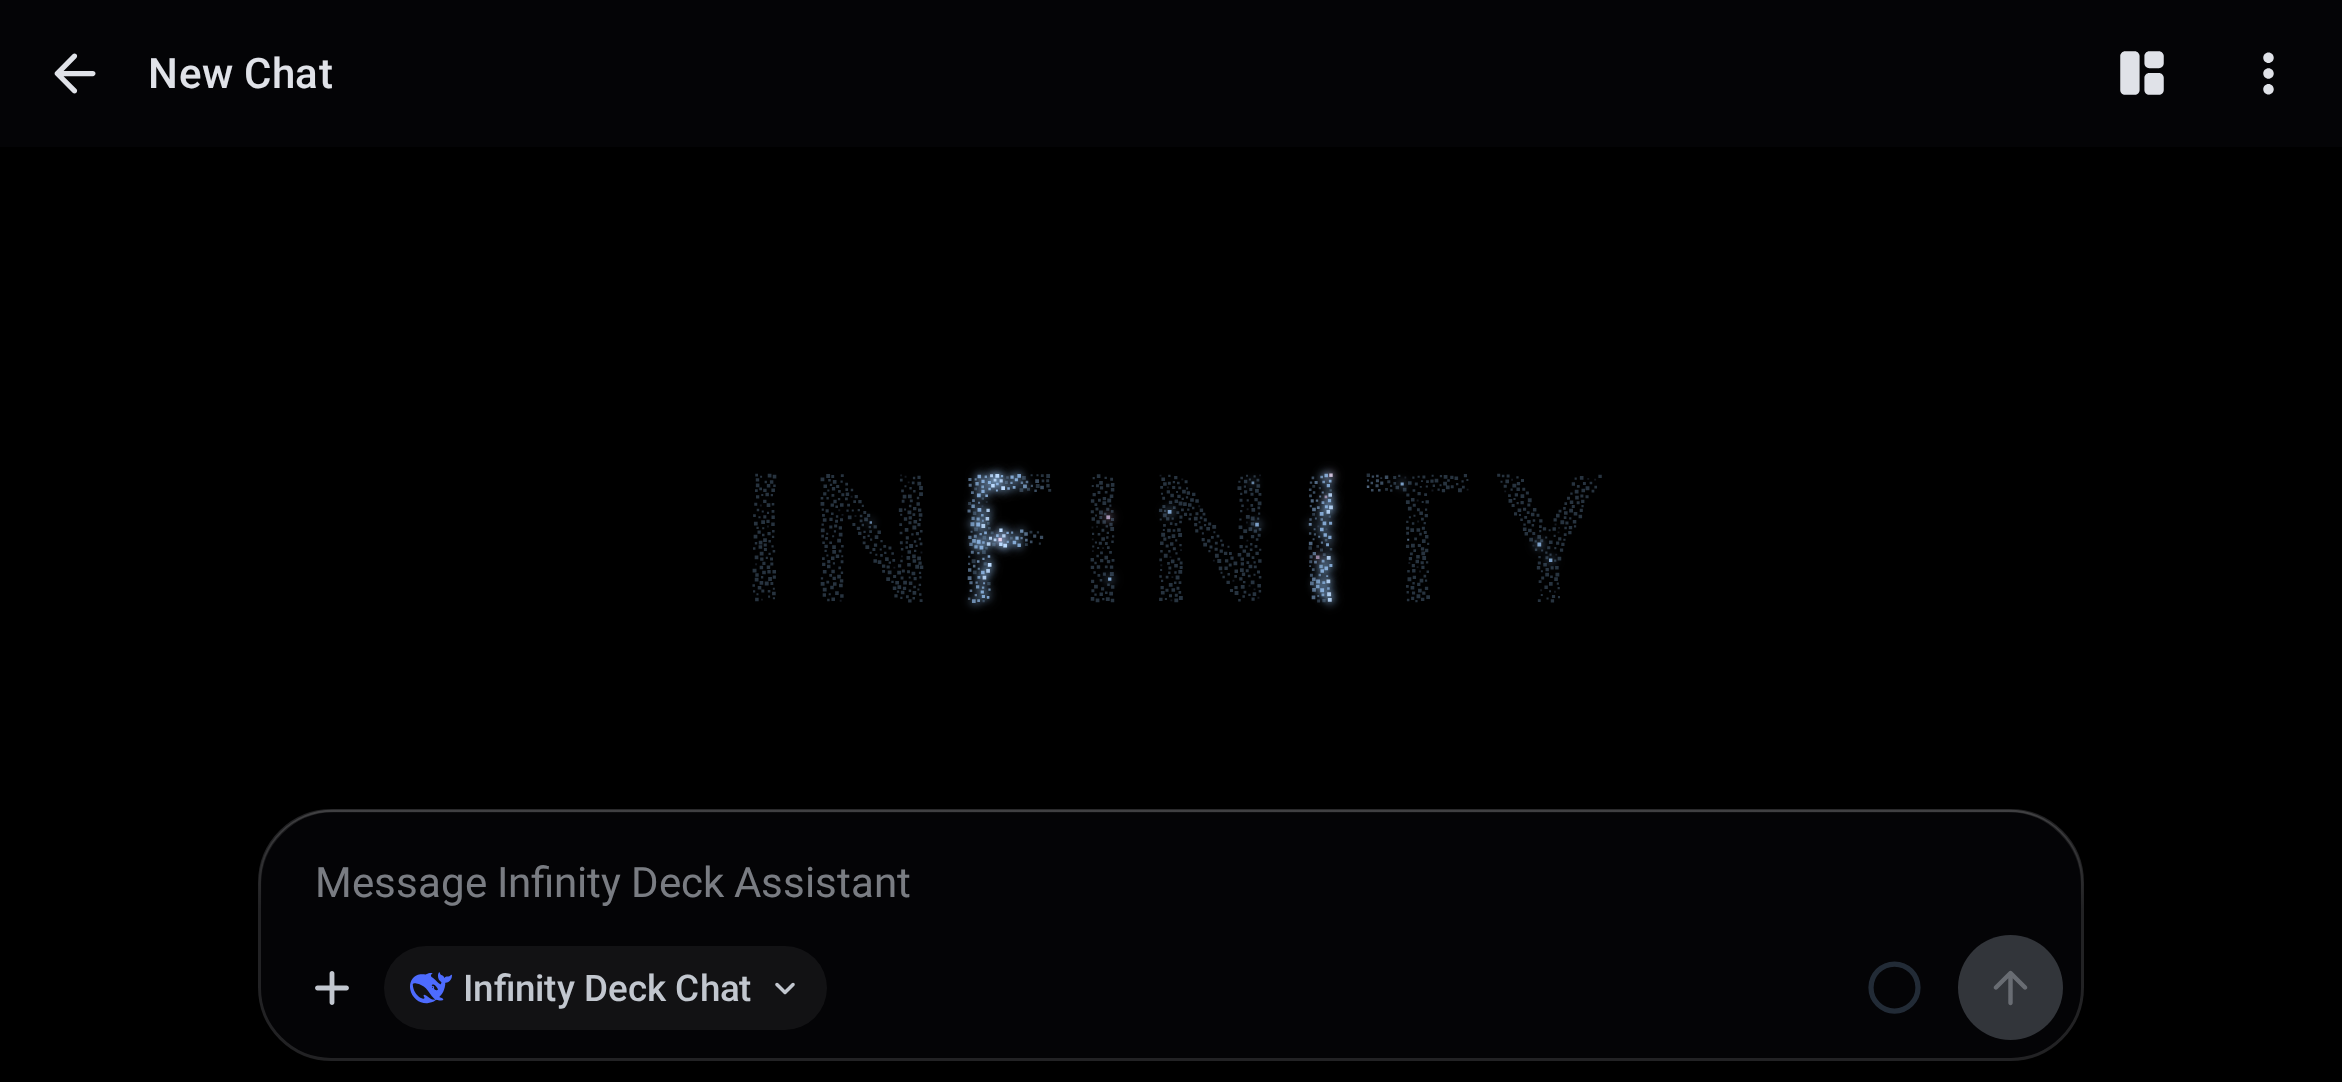 New Chat
INFINITY
Message Infinity Deck Assistant
Infinity Deck Chat